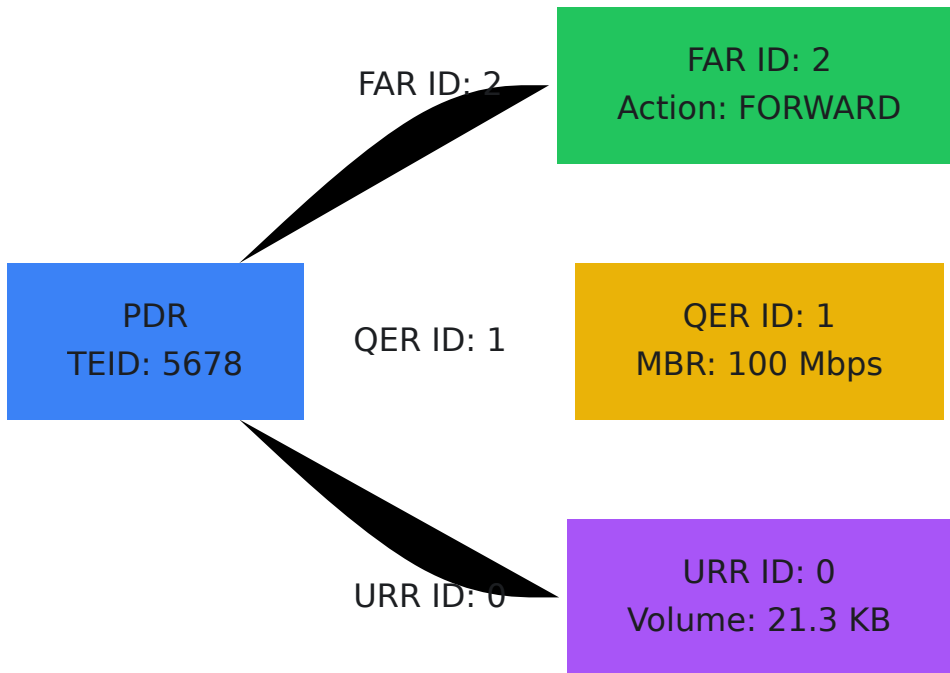 FAR ID: 2
FAR ID: 2
Action: FORWARD
PDR
TEID: 5678
QER ID: 1
QER ID: 1
MBR: 100 Mbps
URR ID: 0
URR ID: 0
Volume: 21.3 KB